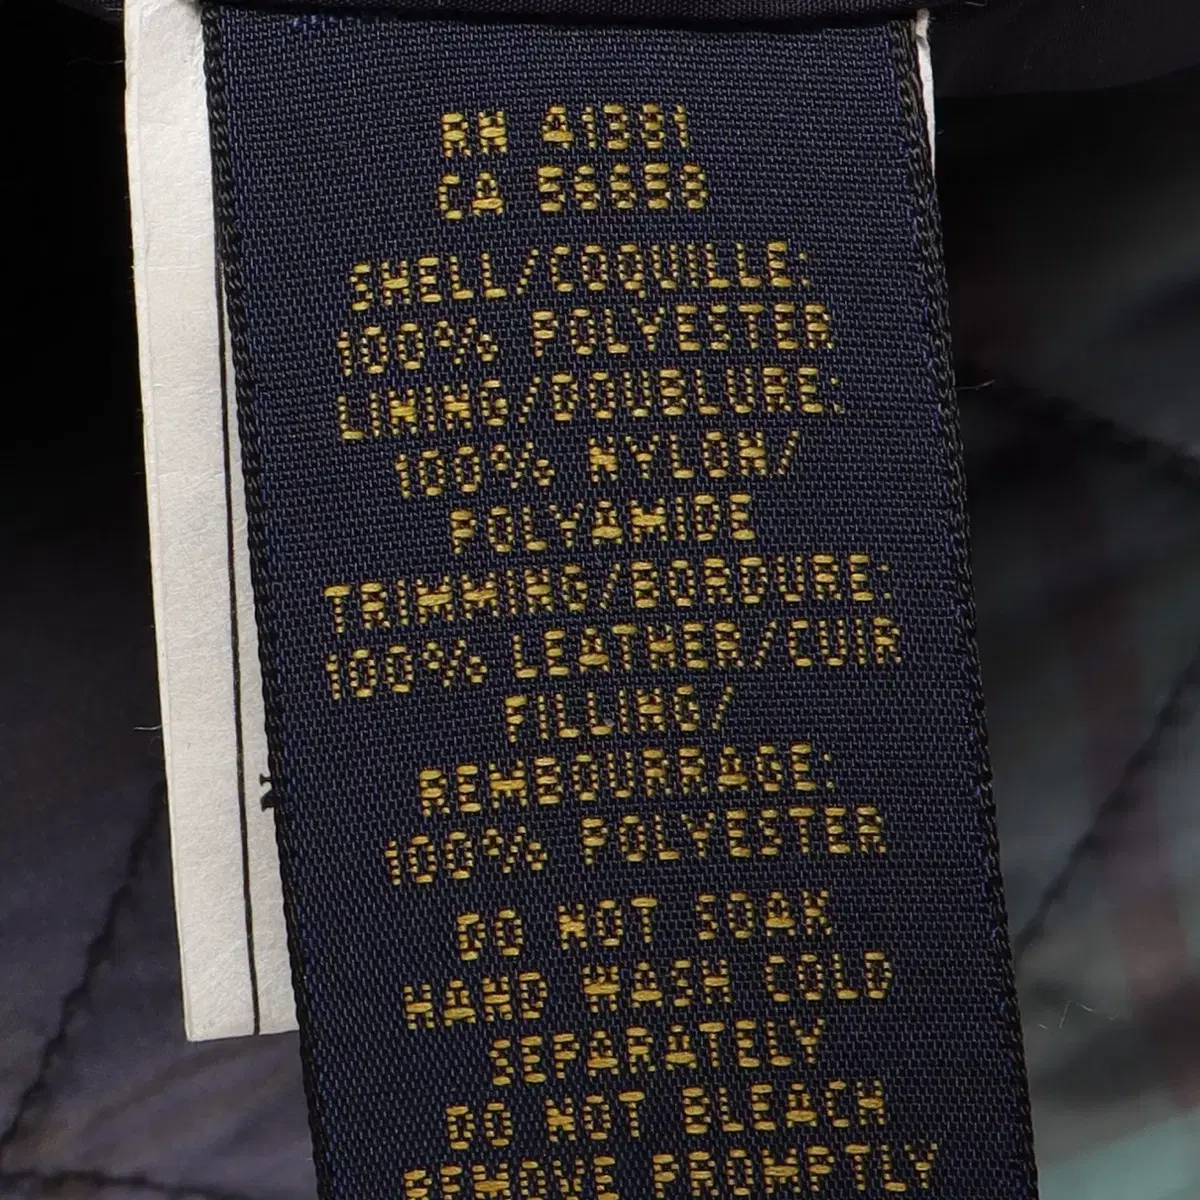 RN 41381
CA 56658
SHELL/COQUILLE:
100% POLYESTER
LINING/DOUBLURE:
100% NYLON/
POLYAMIDE
TRIMMING/BORDURE:
100% LEATHER/CUIR
FILLING/
REMBOURRAGE:
100% POLYESTER
DO NOT SOAK
HAND WASH COLD
SEPARATELY
DO NOT BLEACH
REMOVE PROMPTLY